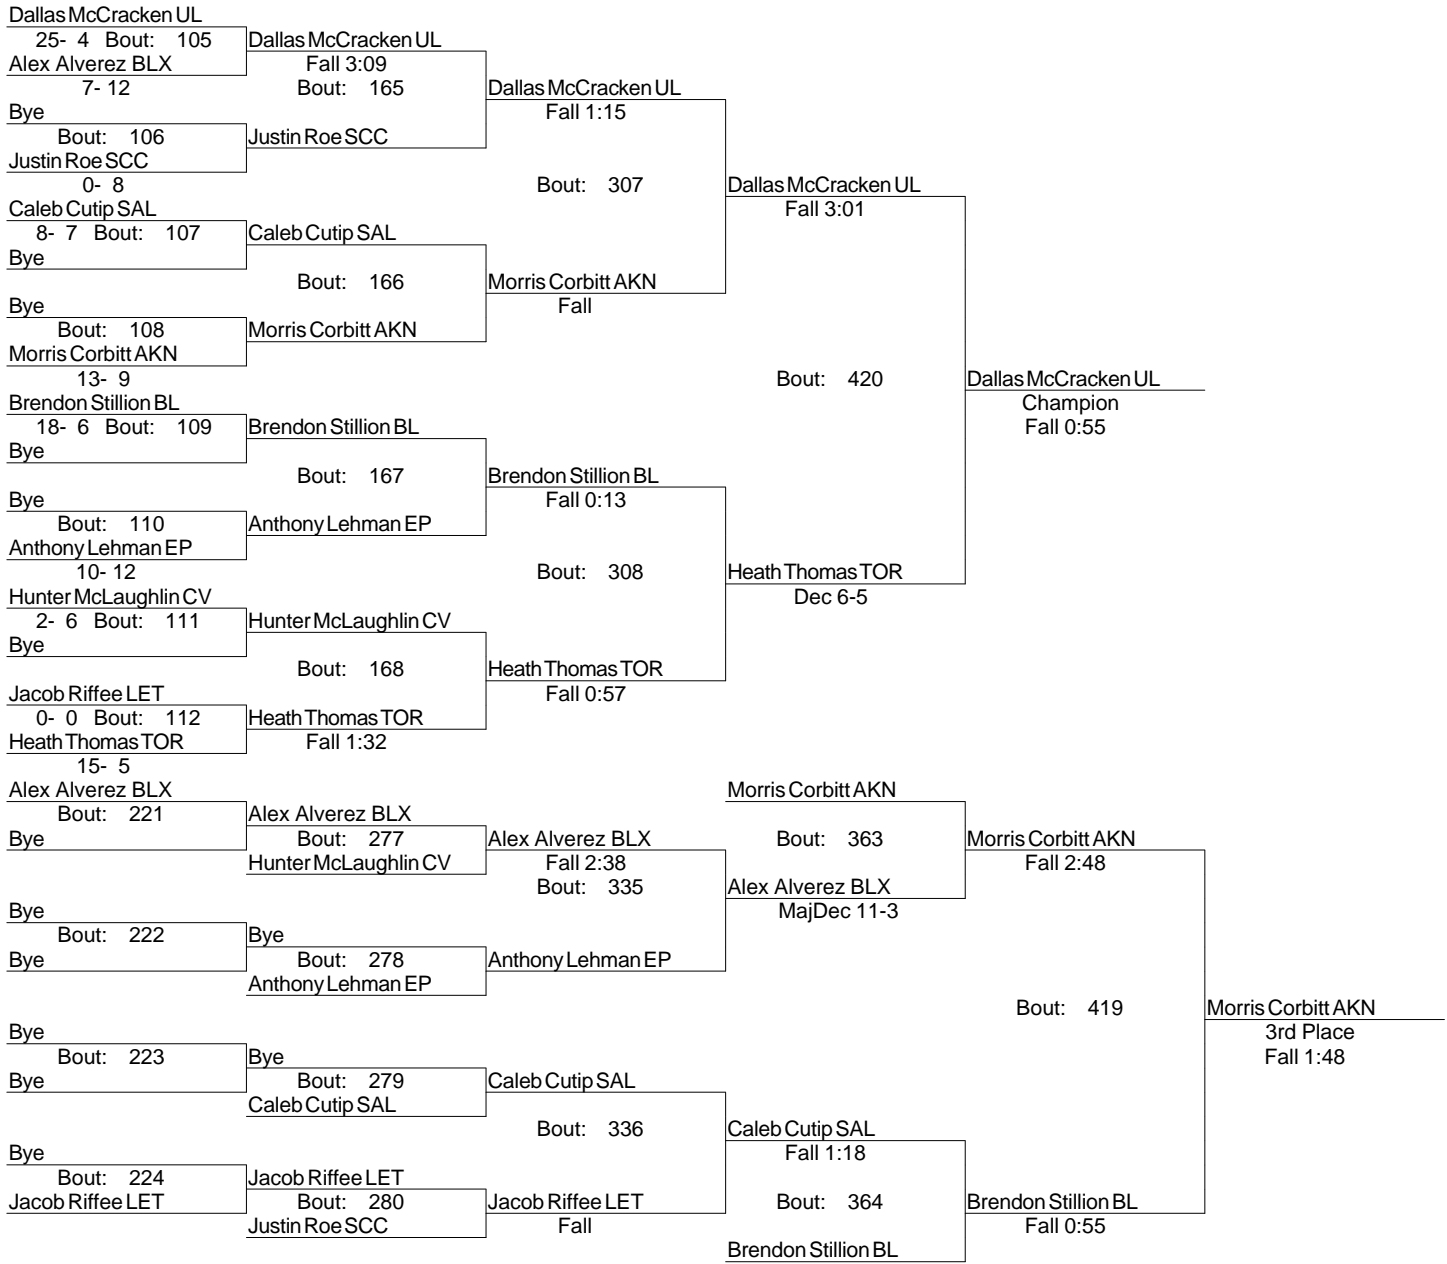 Dallas McCracken UL
25- 4 Bout: 105 Dallas McCracken UL
Alex Alverez BLX Fall 3:09
7- 12 Bout: 165 Dallas McCracken UL
Bye Fall 1:15
Bout: 106 Justin Roe SCC
Justin Roe SCC
0- 8 Bout: 307 Dallas McCracken UL
Caleb Cutip SAL Fall 3:01
8- 7 Bout: 107 Caleb Cutip SAL
Bye
Bout: 166 Morris Corbitt AKN
Bye Fall
Bout: 108 Morris Corbitt AKN
Morris Corbitt AKN
13- 9 Bout: 420 Dallas McCracken UL
Brendon Stillion BL Champion
18- 6 Bout: 109 Brendon Stillion BL Fall 0:55
Bye
Bout: 167 Brendon Stillion BL
Bye Fall 0:13
Bout: 110 Anthony Lehman EP
Anthony Lehman EP
10- 12 Bout: 308 Heath Thomas TOR
Hunter McLaughlin CV Dec 6-5
2- 6 Bout: 111 Hunter McLaughlin CV
Bye
Bout: 168 Heath Thomas TOR
Jacob Riffee LET Fall 0:57
0- 0 Bout: 112 Heath Thomas TOR
Heath Thomas TOR Fall 1:32
15- 5
Alex Alverez BLX Morris Corbitt AKN
Bout: 221 Alex Alverez BLX
Bye Bout: 277 Alex Alverez BLX Bout: 363 Morris Corbitt AKN
Hunter McLaughlin CV Fall 2:38 Fall 2:48
Bout: 335 Alex Alverez BLX
Bye MajDec 11-3
Bout: 222 Bye
Bye Bout: 278 Anthony Lehman EP
Anthony Lehman EP
Bout: 419 Morris Corbitt AKN
Bye 3rd Place
Bout: 223 Bye Fall 1:48
Bye Bout: 279 Caleb Cutip SAL
Caleb Cutip SAL
Bout: 336 Caleb Cutip SAL
Bye Fall 1:18
Bout: 224 Jacob Riffee LET
Jacob Riffee LET Bout: 280 Jacob Riffee LET Bout: 364 Brendon Stillion BL
Justin Roe SCC Fall Fall 0:55
Brendon Stillion BL